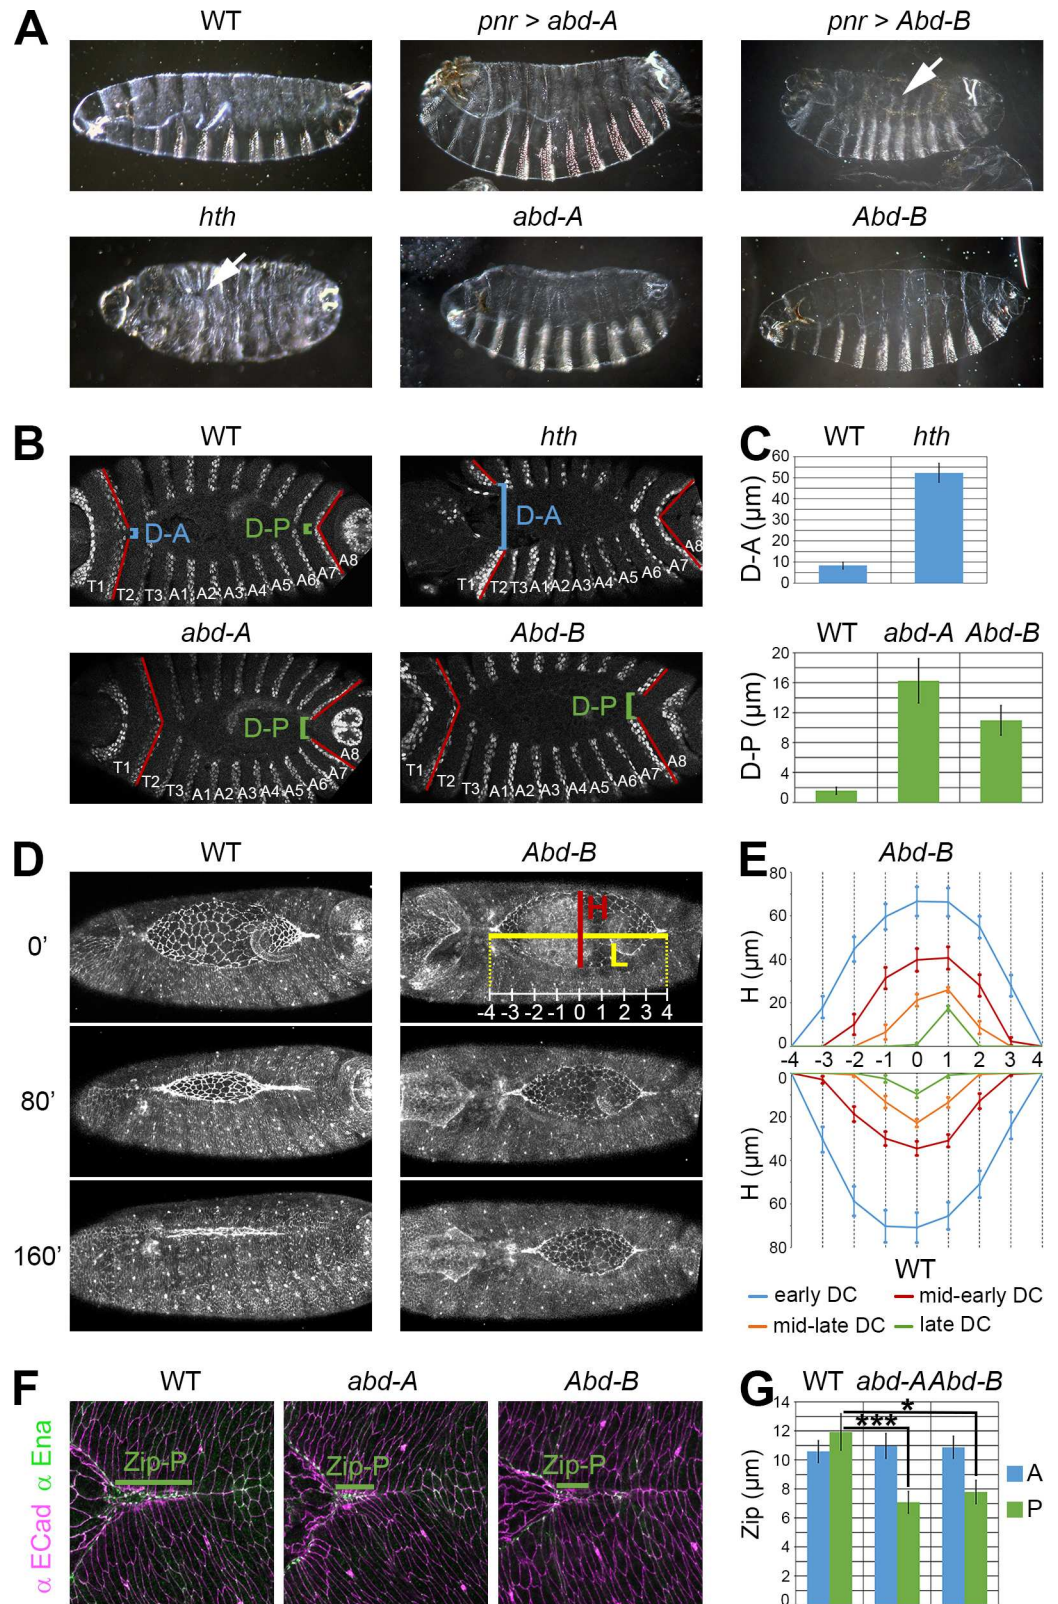 A
WT
pnr > abd-A
pnr > Abd-B
hth
abd-A
Abd-B
B
WT
hth
D-A
D-P
T1 T2 T3 A1 A2 A3 A4 A5 A6 A7 A8
D-A
T1 T2 T3 A1 A2 A3 A4 A5 A6 A7 A8
abd-A
Abd-B
D-P
T1 T2 T3 A1 A2 A3 A4 A5 A6 A7 A8
D-P
T1 T2 T3 A1 A2 A3 A4 A5 A6 A7 A8
C
WT hth
D-A (μm)
60
50
40
30
20
10
0
WT abd-A Abd-B
D-P (μm)
20
16
12
8
4
0
D
WT
Abd-B
0’
H
L
-4 -3 -2 -1 0 1 2 3 4
80’
160’
E
Abd-B
H (μm)
80
60
40
20
0
-4 -3 -2 -1 0 1 2 3 4
H (μm)
0
20
40
60
80
WT
early DC
mid-early DC
mid-late DC
late DC
F
WT
abd-A
Abd-B
α ECad α Ena
Zip-P
Zip-P
Zip-P
G
WT abd-A Abd-B
Zip (μm)
14
12
10
8
6
4
2
0
*
***
A
P